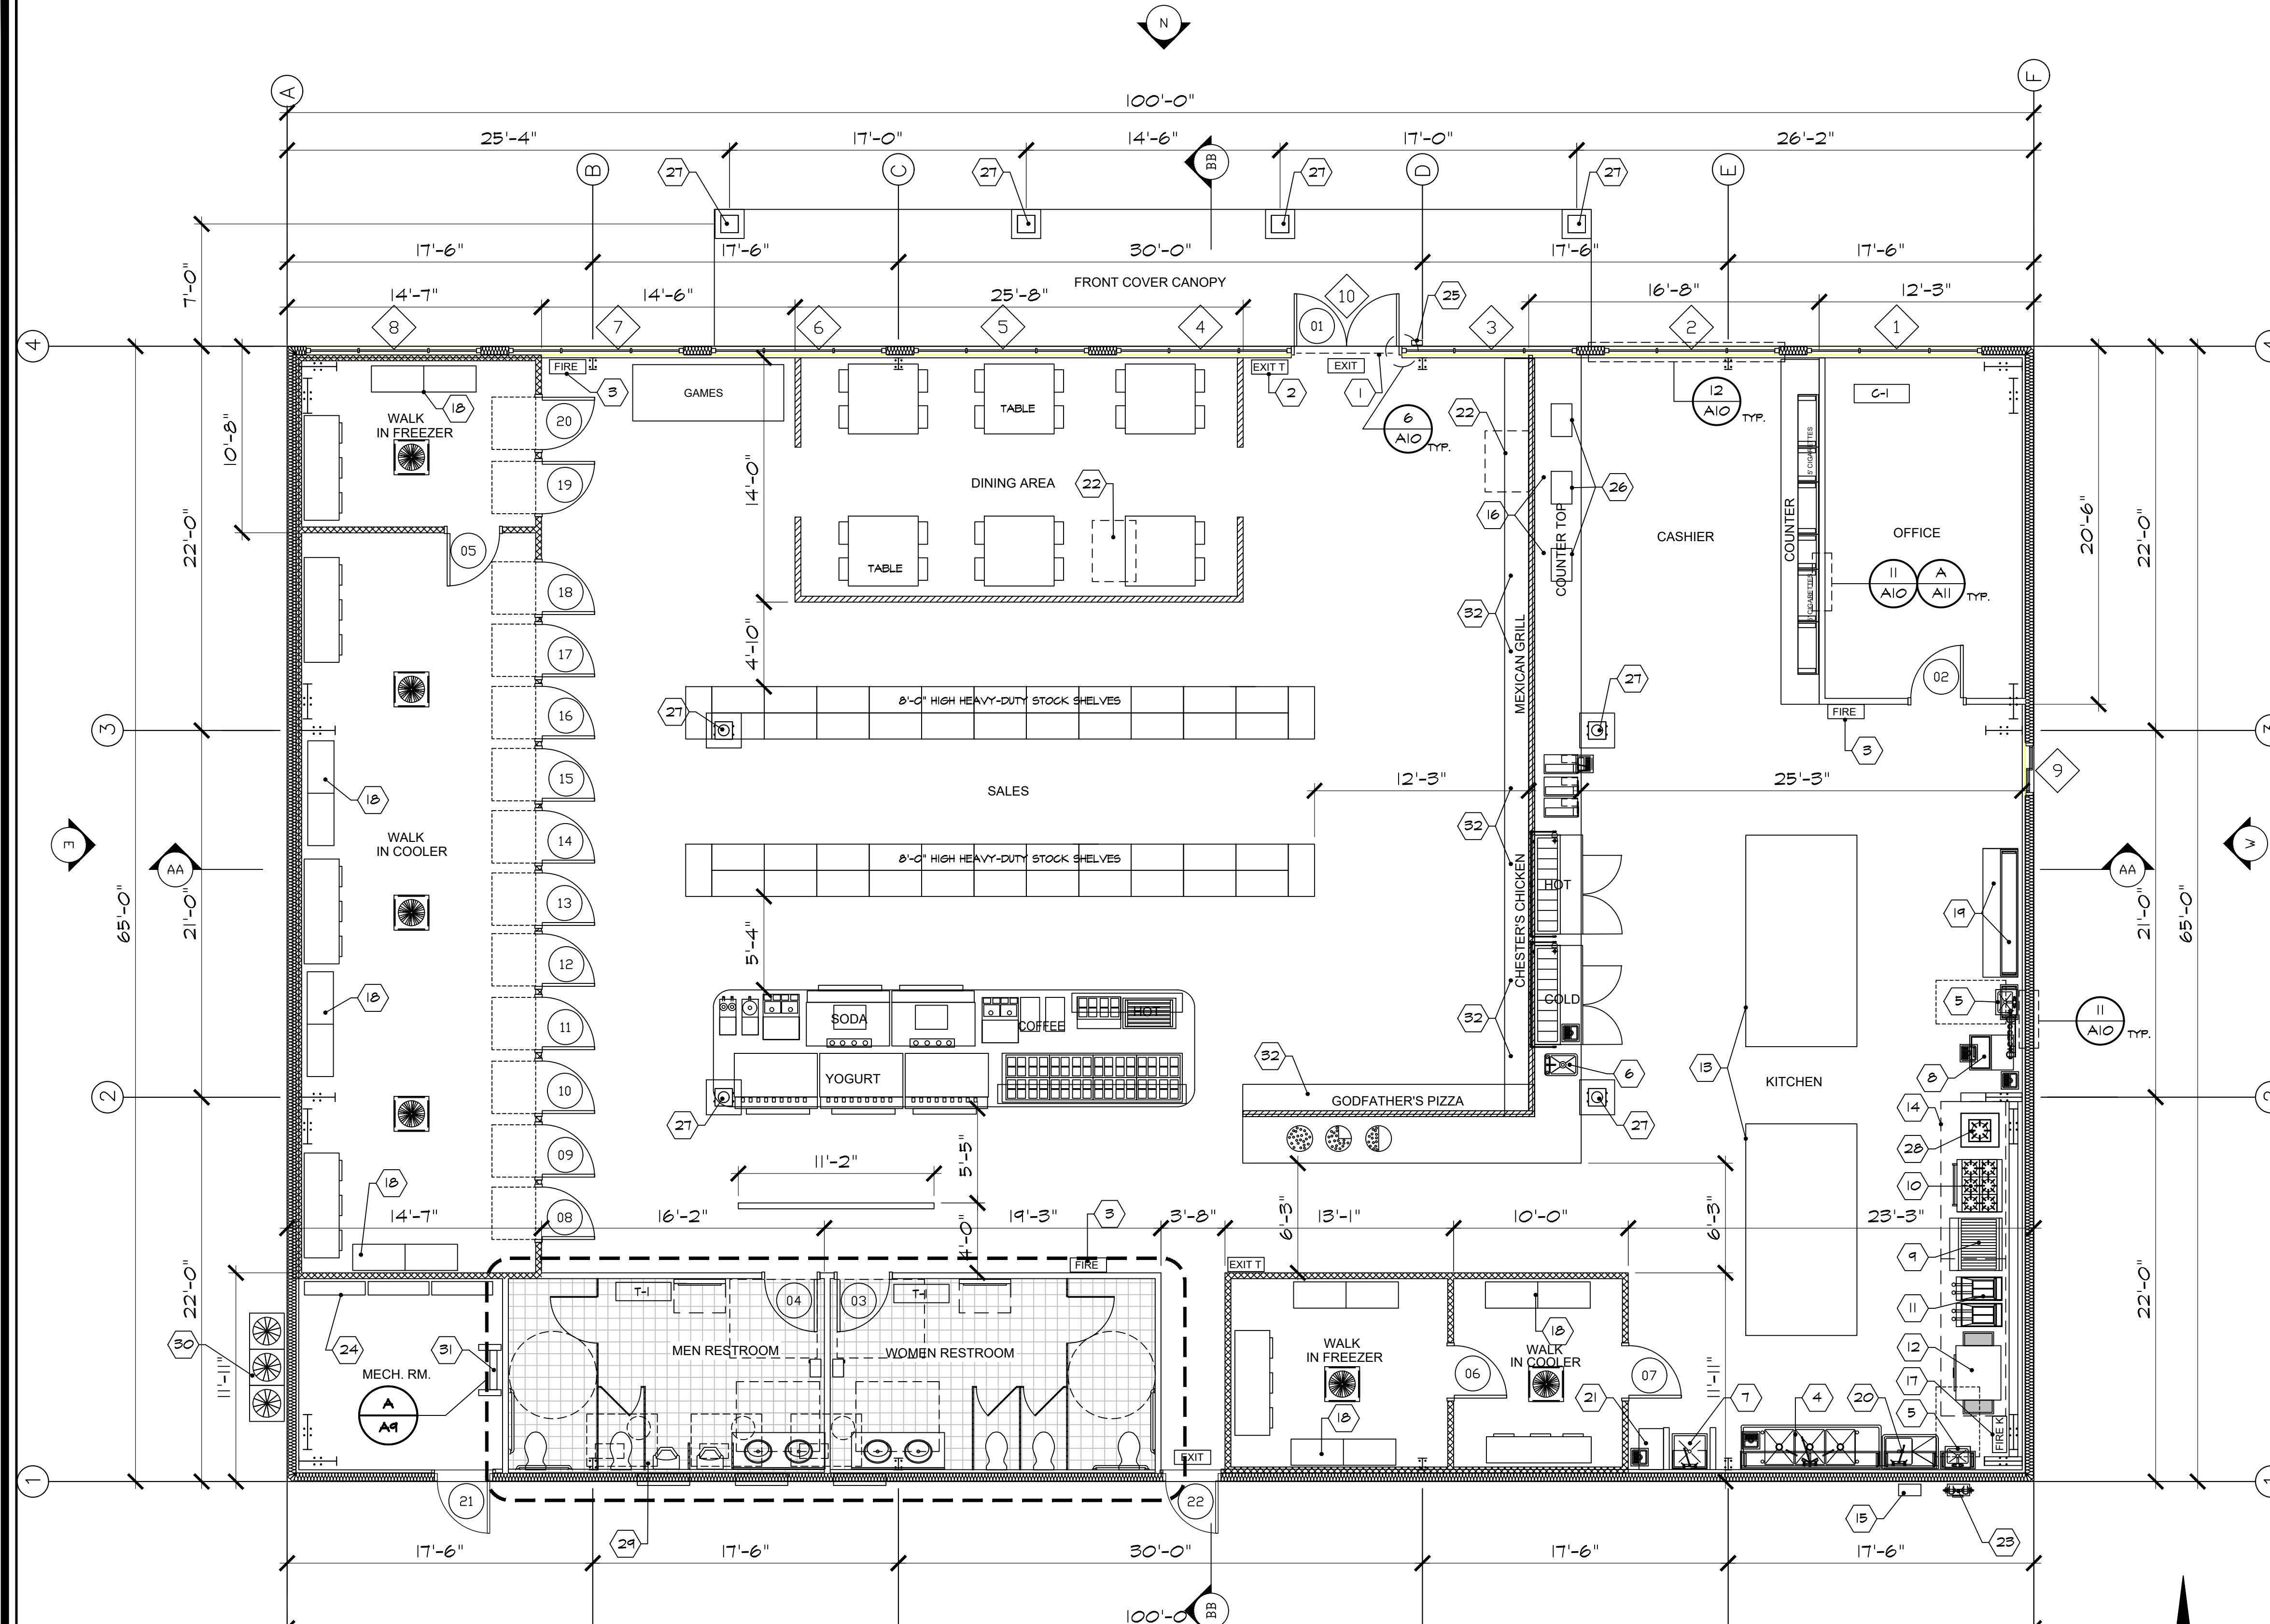 N
A
F
100'-0"
25'-4"
17'-0"
14'-6"
17'-0"
26'-2"
B
C
BB
D
E
27
27
27
27
17'-6"
17'-6"
30'-0"
17'-6"
17'-6"
7'-0"
FRONT COVER CANOPY
14'-7"
14'-6"
25'-8"
16'-8"
12'-3"
8
7
6
5
4
10
01
25
3
2
1
4
4
FIRE
3
GAMES
EXIT T
2
EXIT
1
12
A10
TYP.
C-1
18
WALK
IN FREEZER
20
TABLE
6
A10
TYP.
22
5' CIGARETTES
10'-8"
19
14'-0"
DINING AREA
22
16
26
COUNTER TOP
CASHIER
COUNTER
OFFICE
20'-6"
22'-0"
22'-0"
05
TABLE
11
A10
A
A11
TYP.
5' CIGARETTES
18
32
17
4'-10"
MEXICAN GRILL
02
16
8'-0" HIGH HEAVY-DUTY STOCK SHELVES
27
27
FIRE
3
3
3
18
15
SALES
12'-3"
25'-3"
9
E
AA
65'-0"
21'-0"
WALK
IN COOLER
14
32
8'-0" HIGH HEAVY-DUTY STOCK SHELVES
CHESTER'S CHICKEN
HOT
AA
W
21'-0"
65'-0"
13
19
12
5'-4"
18
11
SODA
COFFEE
HOT
32
COLD
5
11
A10
TYP.
10
YOGURT
32
6
13
KITCHEN
8
2
2
27
GODFATHER'S PIZZA
27
14
09
28
11'-2"
5'-5"
18
10
08
14'-7"
16'-2"
19'-3"
3
3'-8"
6'-3"
13'-1"
10'-0"
6'-3"
23'-3"
4'-0"
9
FIRE
EXIT T
22'-0"
22'-0"
T-1
04
03
T-1
11
30
24
31
MEN RESTROOM
WOMEN RESTROOM
WALK
IN FREEZER
18
WALK
IN COOLER
12
11'-11"
MECH. RM.
06
07
11'-11"
17
A
A9
18
21
7
4
20
5
FIRE K
EXIT
1
1
21
22
15
23
29
17'-6"
17'-6"
30'-0"
17'-6"
17'-6"
100'-0"
BB